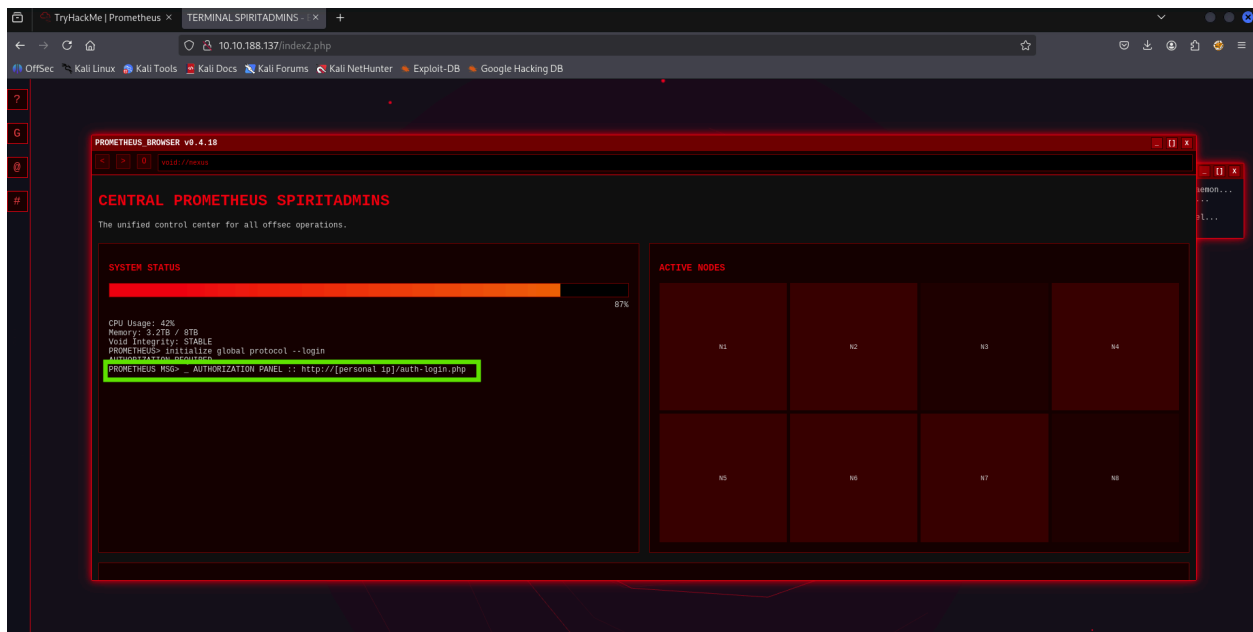 TryHackMe | Prometheus ×
TERMINAL SPIRITADMINS - ×
+
10.10.188.137/index2.php
OffSec
Kali Linux
Kali Tools
Kali Docs
Kali Forums
Kali NetHunter
Exploit-DB
Google Hacking DB
?
G
@
#
PROMETHEUS_BROWSER v0.4.18
_ [] X
< >
void://nexus
_ [] X
CENTRAL PROMETHEUS SPIRITADMINS
The unified control center for all offsec operations.
SYSTEM STATUS
87%
CPU Usage: 42%
Memory: 3.2TB / 8TB
Void Integrity: STABLE
PROMETHEUS> initialize global protocol --login
AUTHORIZATION REQUIRED
PROMETHEUS MSG> _ AUTHORIZATION PANEL :: http://[personal ip]/auth-login.php
ACTIVE NODES
N1
N2
N3
N4
N5
N6
N7
N8